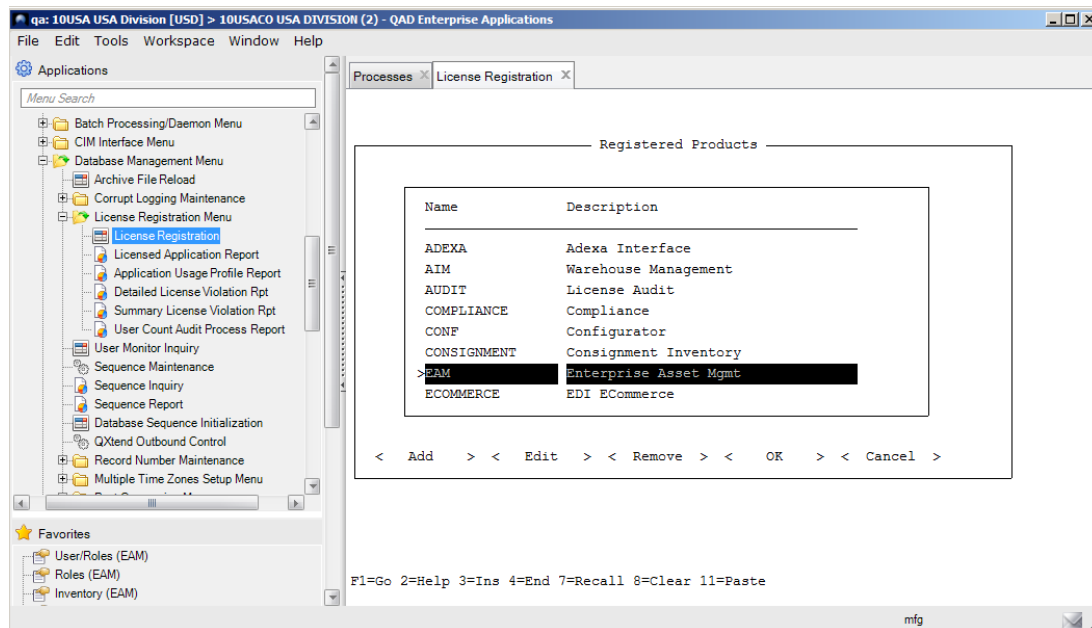 qa: 10USA USA Division [USD] > 10USACO USA DIVISION (2) - QAD Enterprise Applications
File Edit Tools Workspace Window Help
Applications
Menu Search
Batch Processing/Daemon Menu
CIM Interface Menu
Database Management Menu
Archive File Reload
Corrupt Logging Maintenance
License Registration Menu
License Registration
Licensed Application Report
Application Usage Profile Report
Detailed License Violation Rpt
Summary License Violation Rpt
User Count Audit Process Report
User Monitor Inquiry
Sequence Maintenance
Sequence Inquiry
Sequence Report
Database Sequence Initialization
QXtend Outbound Control
Record Number Maintenance
Multiple Time Zones Setup Menu
Favorites
User/Roles (EAM)
Roles (EAM)
Inventory (EAM)
Processes License Registration
Registered Products
Name Description
ADEXA Adexa Interface
AIM Warehouse Management
AUDIT License Audit
COMPLIANCE Compliance
CONF Configurator
CONSIGNMENT Consignment Inventory
>EAM Enterprise Asset Mgmt
ECOMMERCE EDI ECommerce
< Add > < Edit > < Remove > < OK > < Cancel >
F1=Go 2=Help 3=Ins 4=End 7=Recall 8=Clear 11=Paste
mfg